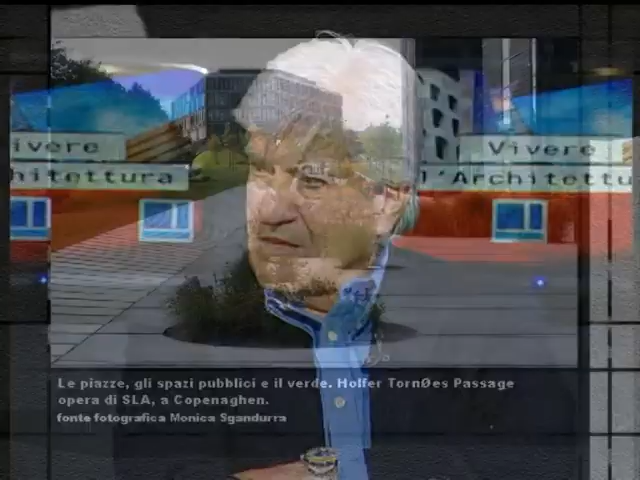 ivere
Vivere
hitettura
l'Architettu
Le piazze, gli spazi pubblici e il verde. Holfer TornØes Passage
opera di SLA, a Copenaghen.
fonte fotografica Monica Sgandurra